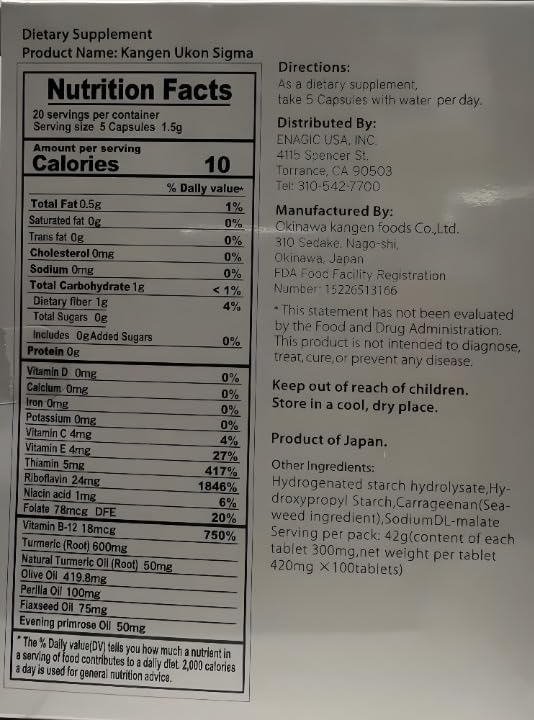 Dietary Supplement
Product Name: Kangen Ukon Sigma
Nutrition Facts
20 servings per container
Serving size 5 Capsules 1.5g
Amount per serving
Calories 10
% Daily value*
Total Fat 0.5g 1%
Saturated fat 0g 0%
Trans fat 0g 0%
Cholesterol 0mg 0%
Sodium 0mg 0%
Total Carbohydrate 1g < 1%
Dietary fiber 1g 4%
Total Sugars 0g
Includes 0g Added Sugars 0%
Protein 0g
Vitamin D 0mg 0%
Calcium 0mg 0%
Iron 0mg 0%
Potassium 0mg 0%
Vitamin C 4mg 4%
Vitamin E 4mg 27%
Thiamin 5mg 417%
Riboflavin 24mg 1846%
Niacin acid 1mg 6%
Folate 78mcg DFE 20%
Vitamin B-12 18mcg 750%
Turmeric (Root) 600mg
Natural Turmeric Oil (Root) 50mg
Olive Oil 419.8mg
Perilla Oil 100mg
Flaxseed Oil 75mg
Evening primrose Oil 50mg
* The % Daily value(DV) tells you how much a nutrient in
a serving of food contributes to a daily diet. 2,000 calories
a day is used for general nutrition advice.
Directions:
As a dietary supplement,
take 5 Capsules with water per day.
Distributed By:
ENAGIC USA, INC.
4115 Spencer St.
Torrance, CA 90503
Tel: 310-542-7700
Manufactured By:
Okinawa kangen foods Co.,Ltd.
310 Sedake, Nago-shi,
Okinawa, Japan
FDA Food Facility Registration
Number: 15226513166
*This statement has not been evaluated
by the Food and Drug Administration.
This product is not intended to diagnose,
treat, cure, or prevent any disease.
Keep out of reach of children.
Store in a cool, dry place.
Product of Japan.
Other Ingredients:
Hydrogenated starch hydrolysate,Hy-
droxypropyl Starch,Carrageenan(Sea-
weed ingredient),SodiumDL-malate
Serving per pack: 42g(content of each
tablet 300mg,net weight per tablet
420mg ×100tablets)